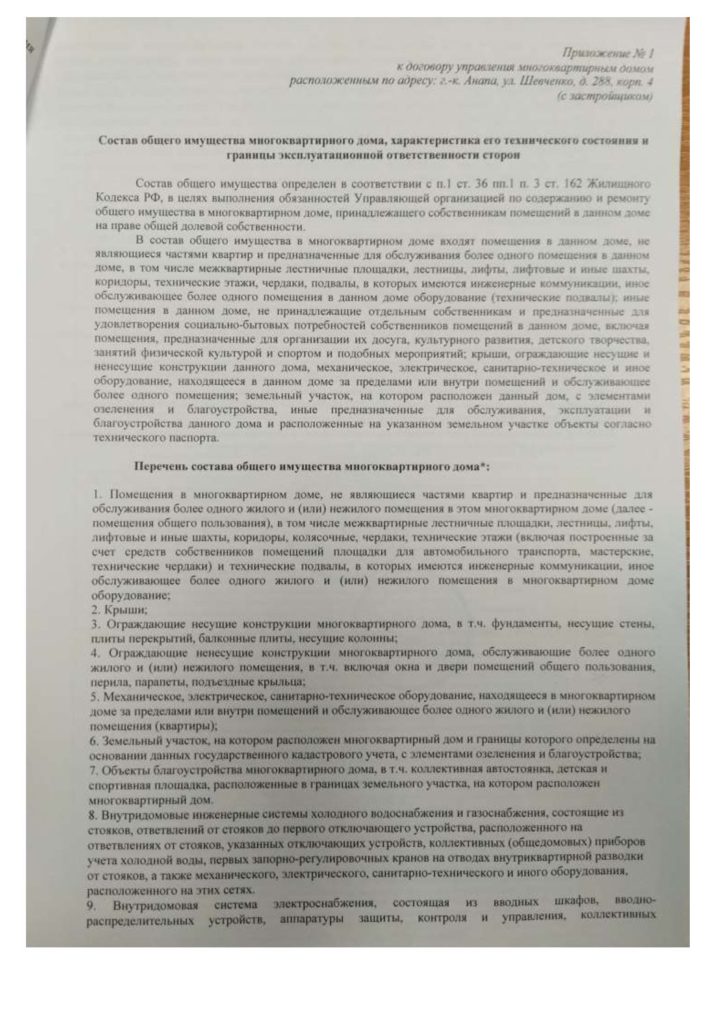 Приложение № 1
к договору управления многоквартирным домом
расположенным по адресу: г.-к. Анапа, ул. Шевченко, д. 288, корп. 4
(с застройщиком)
Состав общего имущества многоквартирного дома, характеристика его технического состояния и
границы эксплуатационной ответственности сторон
Состав общего имущества определен в соответствии с п.1 ст. 36 пп.1 п. 3 ст. 162 Жилищного
Кодекса РФ, в целях выполнения обязанностей Управляющей организацией по содержанию и ремонту
общего имущества в многоквартирном доме, принадлежащего собственникам помещений в данном доме
на праве общей долевой собственности.
В состав общего имущества в многоквартирном доме входят помещения в данном доме, не
являющиеся частями квартир и предназначенные для обслуживания более одного помещения в данном
доме, в том числе межквартирные лестничные площадки, лестницы, лифты, лифтовые и иные шахты,
коридоры, технические этажи, чердаки, подвалы, в которых имеются инженерные коммуникации, иное
обслуживающее более одного помещения в данном доме оборудование (технические подвалы); иные
помещения в данном доме, не принадлежащие отдельным собственникам и предназначенные для
удовлетворения социально-бытовых потребностей собственников помещений в данном доме, включая
помещения, предназначенные для организации их досуга, культурного развития, детского творчества,
занятий физической культурой и спортом и подобных мероприятий; крыши, ограждающие несущие и
ненесущие конструкции данного дома, механическое, электрическое, санитарно-техническое и иное
оборудование, находящееся в данном доме за пределами или внутри помещений и обслуживающее
более одного помещения; земельный участок, на котором расположен данный дом, с элементами
озеленения и благоустройства, иные предназначенные для обслуживания, эксплуатации и
благоустройства данного дома и расположенные на указанном земельном участке объекты согласно
технического паспорта.
Перечень состава общего имущества многоквартирного дома*:
1. Помещения в многоквартирном доме, не являющиеся частями квартир и предназначенные для
обслуживания более одного жилого и (или) нежилого помещения в этом многоквартирном доме (далее -
помещения общего пользования), в том числе межквартирные лестничные площадки, лестницы, лифты,
лифтовые и иные шахты, коридоры, колясочные, чердаки, технические этажи (включая построенные за
счет средств собственников помещений площадки для автомобильного транспорта, мастерские,
технические чердаки) и технические подвалы, в которых имеются инженерные коммуникации, иное
обслуживающее более одного жилого и (или) нежилого помещения в многоквартирном доме
оборудование;
2. Крыши;
3. Ограждающие несущие конструкции многоквартирного дома, в т.ч. фундаменты, несущие стены,
плиты перекрытий, балконные плиты, несущие колонны;
4. Ограждающие ненесущие конструкции многоквартирного дома, обслуживающие более одного
жилого и (или) нежилого помещения, в т.ч. включая окна и двери помещений общего пользования,
перила, парапеты, подъездные крыльца;
5. Механическое, электрическое, санитарно-техническое оборудование, находящееся в многоквартирном
доме за пределами или внутри помещений и обслуживающее более одного жилого и (или) нежилого
помещения (квартиры);
6. Земельный участок, на котором расположен многоквартирный дом и границы которого определены на
основании данных государственного кадастрового учета, с элементами озеленения и благоустройства;
7. Объекты благоустройства многоквартирного дома, в т.ч. коллективная автостоянка, детская и
спортивная площадка, расположенные в границах земельного участка, на котором расположен
многоквартирный дом.
8. Внутридомовые инженерные системы холодного водоснабжения и газоснабжения, состоящие из
стояков, ответвлений от стояков до первого отключающего устройства, расположенного на
ответвлениях от стояков, указанных отключающих устройств, коллективных (общедомовых) приборов
учета холодной воды, первых запорно-регулировочных кранов на отводах внутриквартирной разводки
от стояков, а также механического, электрического, санитарно-технического и иного оборудования,
расположенного на этих сетях.
9. Внутридомовая система электроснабжения, состоящая из вводных шкафов, вводно-
распределительных устройств, аппаратуры защиты, контроля и управления, коллективных